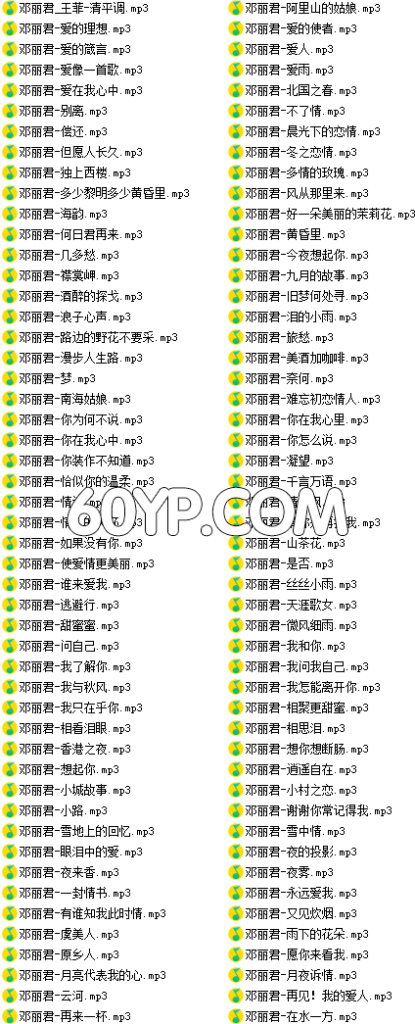 邓丽君_王菲-清平调.mp3 邓丽君-阿里山的姑娘.mp3
邓丽君-爱的理想.mp3 邓丽君-爱的使者.mp3
邓丽君-爱的箴言.mp3 邓丽君-爱人.mp3
邓丽君-爱像一首歌.mp3 邓丽君-爱雨.mp3
邓丽君-爱在我心中.mp3 邓丽君-北国之春.mp3
邓丽君-别离.mp3 邓丽君-不了情.mp3
邓丽君-偿还.mp3 邓丽君-晨光下的恋情.mp3
邓丽君-但愿人长久.mp3 邓丽君-冬之恋情.mp3
邓丽君-独上西楼.mp3 邓丽君-多情的玫瑰.mp3
邓丽君-多少黎明多少黄昏里.mp3 邓丽君-风从那里来.mp3
邓丽君-海韵.mp3 邓丽君-好一朵美丽的茉莉花.mp3
邓丽君-何日君再来.mp3 邓丽君-黄昏里.mp3
邓丽君-几多愁.mp3 邓丽君-今夜想起你.mp3
邓丽君-襟裳岬.mp3 邓丽君-九月的故事.mp3
邓丽君-酒醉的探戈.mp3 邓丽君-旧梦何处寻.mp3
邓丽君-浪子心声.mp3 邓丽君-泪的小雨.mp3
邓丽君-路边的野花不要采.mp3 邓丽君-旅愁.mp3
邓丽君-漫步人生路.mp3 邓丽君-美酒加咖啡.mp3
邓丽君-梦.mp3 邓丽君-奈何.mp3
邓丽君-南海姑娘.mp3 邓丽君-难忘初恋情人.mp3
邓丽君-你为何不说.mp3 邓丽君-你在我心里.mp3
邓丽君-你在我心中.mp3 邓丽君-你怎么说.mp3
邓丽君-你装作不知道.mp3 邓丽君-凝望.mp3
邓丽君-恰似你的温柔.mp3 邓丽君-千言万语.mp3
邓丽君-情
60YP.COM
邓丽君-如果没有你.mp3 邓丽君-山茶花.mp3
邓丽君-使爱情更美丽.mp3 邓丽君-是否.mp3
邓丽君-谁来爱我.mp3 邓丽君-丝丝小雨.mp3
邓丽君-逃避行.mp3 邓丽君-天涯歌女.mp3
邓丽君-甜蜜蜜.mp3 邓丽君-微风细雨.mp3
邓丽君-问自己.mp3 邓丽君-我和你.mp3
邓丽君-我了解你.mp3 邓丽君-我问我自己.mp3
邓丽君-我与秋风.mp3 邓丽君-我怎能离开你.mp3
邓丽君-我只在乎你.mp3 邓丽君-相聚更甜蜜.mp3
邓丽君-相看泪眼.mp3 邓丽君-相思泪.mp3
邓丽君-香港之夜.mp3 邓丽君-想你想断肠.mp3
邓丽君-想起你.mp3 邓丽君-逍遥自在.mp3
邓丽君-小城故事.mp3 邓丽君-小村之恋.mp3
邓丽君-小路.mp3 邓丽君-谢谢你常记得我.mp3
邓丽君-雪地上的回忆.mp3 邓丽君-雪中情.mp3
邓丽君-眼泪中的爱.mp3 邓丽君-夜的投影.mp3
邓丽君-夜来香.mp3 邓丽君-夜雾.mp3
邓丽君-一封情书.mp3 邓丽君-永远爱我.mp3
邓丽君-有谁知我此时情.mp3 邓丽君-又见炊烟.mp3
邓丽君-虞美人.mp3 邓丽君-雨下的花朵.mp3
邓丽君-原乡人.mp3 邓丽君-愿你来看我.mp3
邓丽君-月亮代表我的心.mp3 邓丽君-月夜诉情.mp3
邓丽君-云河.mp3 邓丽君-再见！我的爱人.mp3
邓丽君-再来一杯.mp3 邓丽君-在水一方.mp3